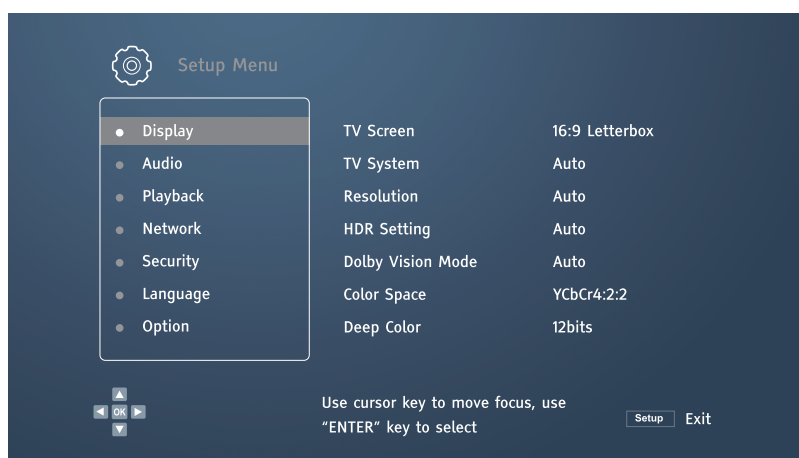 Setup Menu
Display TV Screen 16:9 Letterbox
Audio TV System Auto
Playback Resolution Auto
Network HDR Setting Auto
Security Dolby Vision Mode Auto
Language Color Space YCbCr4:2:2
Option Deep Color 12bits
OK
Use cursor key to move focus, use
“ENTER” key to select
Setup Exit